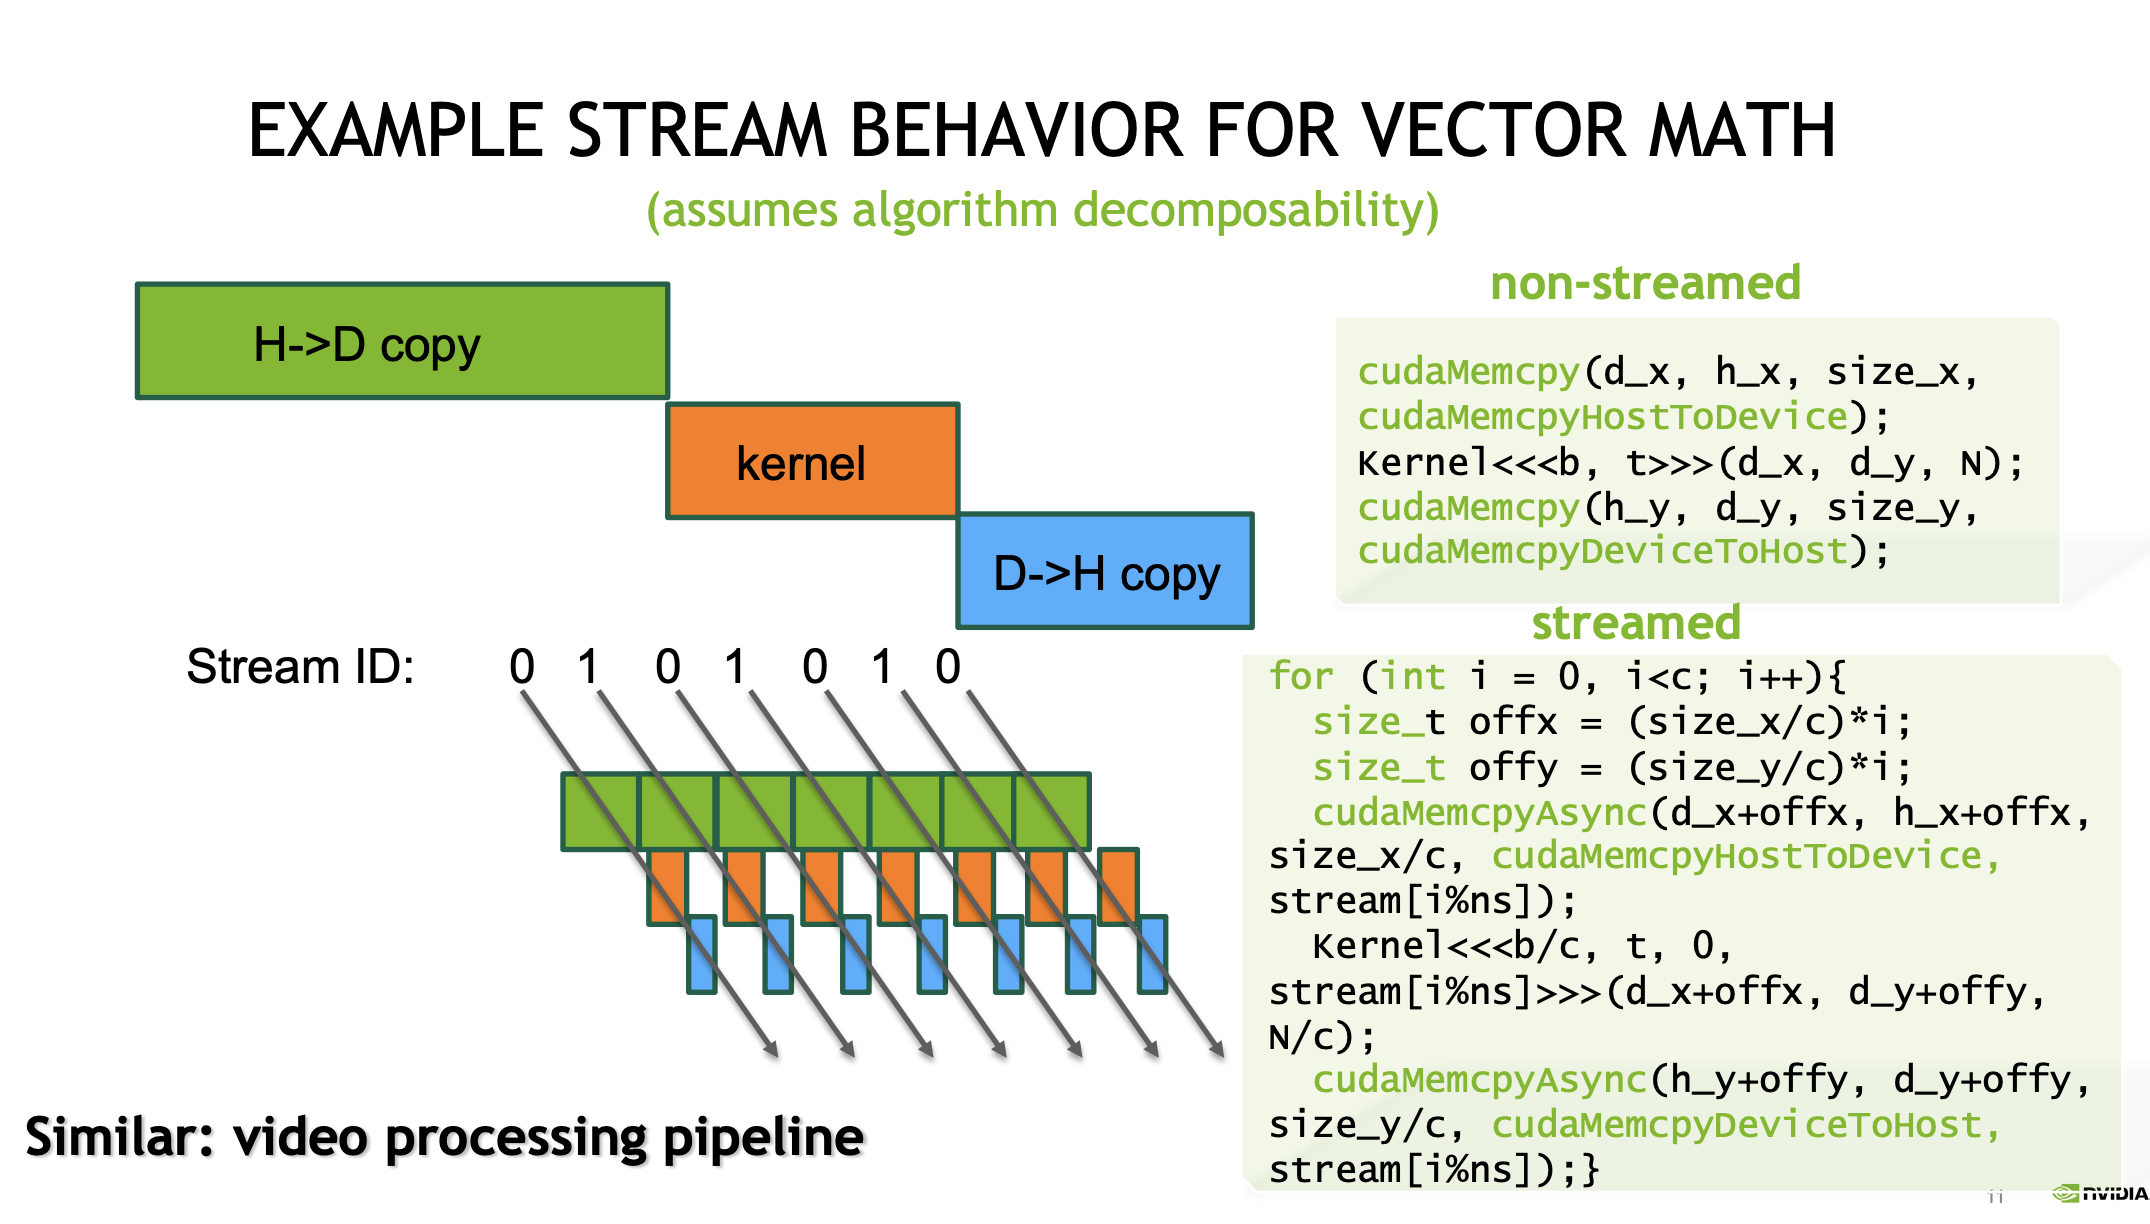 EXAMPLE STREAM BEHAVIOR FOR VECTOR MATH
(assumes algorithm decomposability)
H->D copy
kernel
D->H copy
Stream ID: 0 1 0 1 0 1 0
Similar: video processing pipeline
non-streamed
cudaMemcpy(d_x, h_x, size_x,
cudaMemcpyHostToDevice);
Kernel<<<b, t>>>(d_x, d_y, N);
cudaMemcpy(h_y, d_y, size_y,
cudaMemcpyDeviceToHost);
streamed
for (int i = 0, i<c; i++){
size_t offx = (size_x/c)*i;
size_t offy = (size_y/c)*i;
cudaMemcpyAsync(d_x+offx, h_x+offx,
size_x/c, cudaMemcpyHostToDevice,
stream[i%ns]);
Kernel<<<b/c, t, 0,
stream[i%ns]>>>(d_x+offx, d_y+offy,
N/c);
cudaMemcpyAsync(h_y+offy, d_y+offy,
size_y/c, cudaMemcpyDeviceToHost,
stream[i%ns]);}
11
NVIDIA